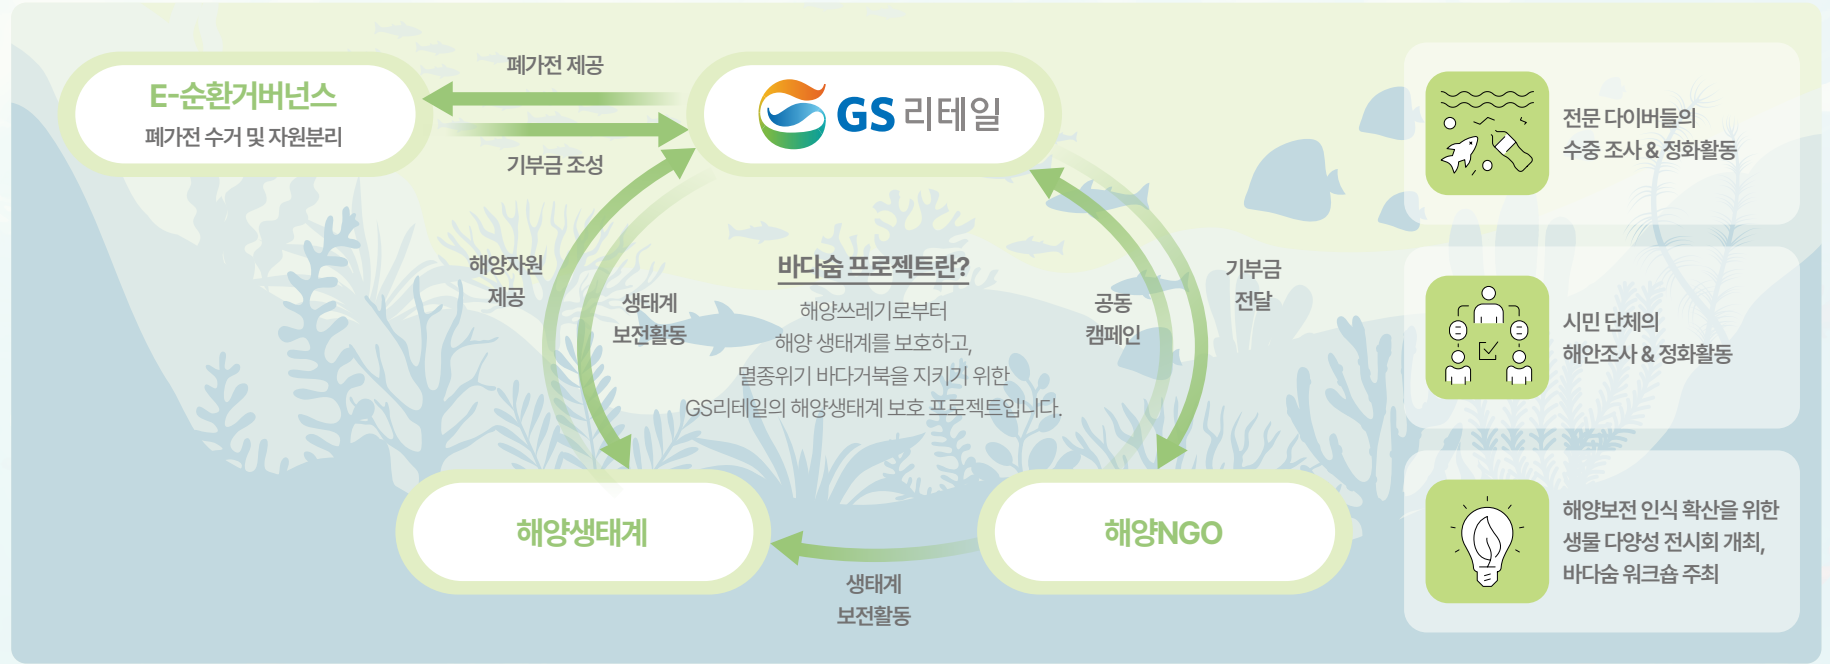 폐가전 제공
E-순환거버넌스
폐가전 수거 및 자원분리
기부금 조성
GS리테일
해양자원
제공
생태계
보전활동
바다숨 프로젝트란?
해양쓰레기로부터
해양 생태계를 보호하고,
멸종위기 바다거북을 지키기 위한
GS리테일의 해양생태계 보호 프로젝트입니다.
공동
캠페인
기부금
전달
해양생태계
해양NGO
생태계
보전활동
전문 다이버들의
수중 조사 & 정화활동
시민 단체의
해안조사 & 정화활동
해양보전 인식 확산을 위한
생물 다양성 전시회 개최,
바다숨 워크숍 주최